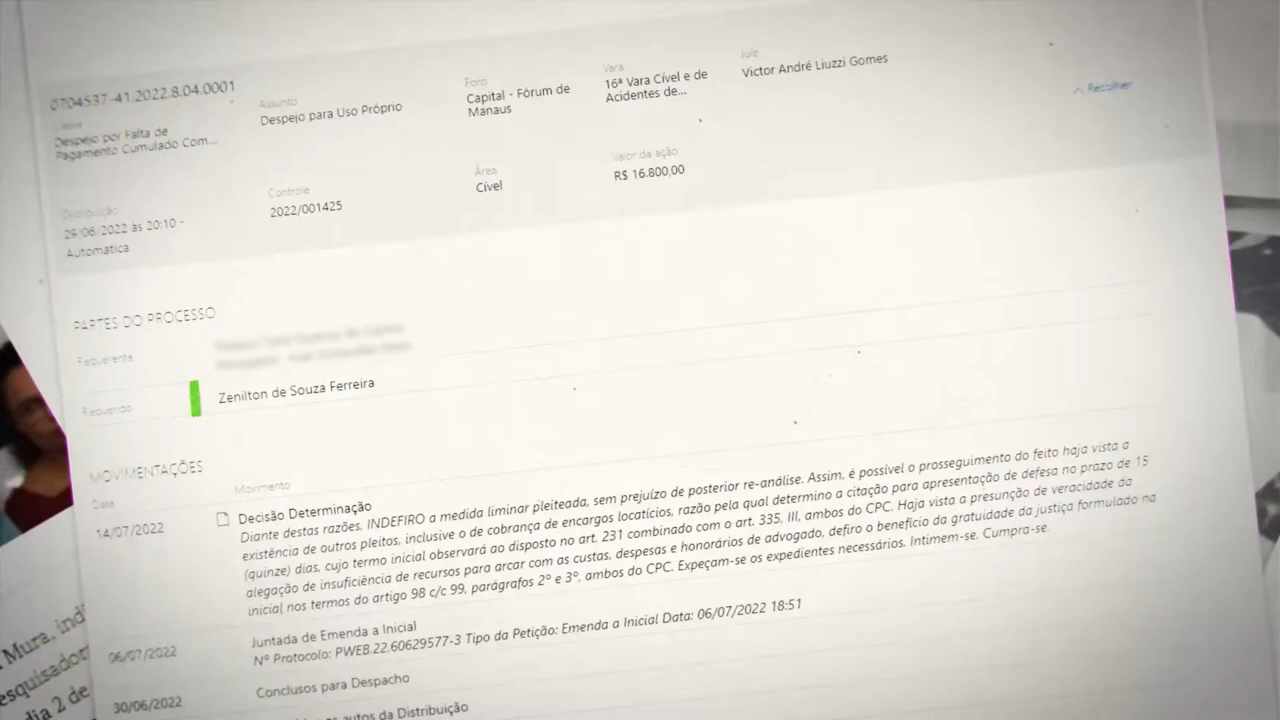 0704537-41.2022.8.04.0001
Classe
Despejo por Falta de
Pagamento Cumulado Com...
Assunto
Despejo para Uso Próprio
Foro
Capital - Fórum de
Manaus
Vara
16ª Vara Cível e de
Acidentes de...
Juiz
Victor André Liuzzi Gomes
Recolher
Distribuição
29/06/2022 às 20:10 -
Automática
Controle
2022/001425
Área
Cível
Valor da ação
R$ 16.800,00
PARTES DO PROCESSO
Requerente
Requerido
Zenilton de Souza Ferreira
MOVIMENTAÇÕES
Data
Movimento
14/07/2022
Decisão Determinação
Diante destas razões, INDEFIRO a medida liminar pleiteada, sem prejuízo de posterior re-análise. Assim, é possível o prosseguimento do feito haja vista a
existência de outros pleitos, inclusive o de cobrança de encargos locatícios, razão pela qual determino a citação para apresentação de defesa no prazo de 15
(quinze) dias, cujo termo inicial observará ao disposto no art. 231 combinado com o art. 335, III, ambos do CPC. Haja vista a presunção de veracidade da
alegação de insuficiência de recursos para arcar com as custas, despesas e honorários de advogado, defiro o benefício da gratuidade da justiça formulado na
inicial nos termos do artigo 98 c/c 99, parágrafos 2º e 3º, ambos do CPC. Expeçam-se os expedientes necessários. Intimem-se. Cumpra-se.
06/07/2022
Juntada de Emenda a Inicial
Nº Protocolo: PWEB.22.60629577-3 Tipo da Petição: Emenda a Inicial Data: 06/07/2022 18:51
30/06/2022
Conclusos para Despacho
autos da Distribuição
Mura, indí
esquisador
dia 2 de